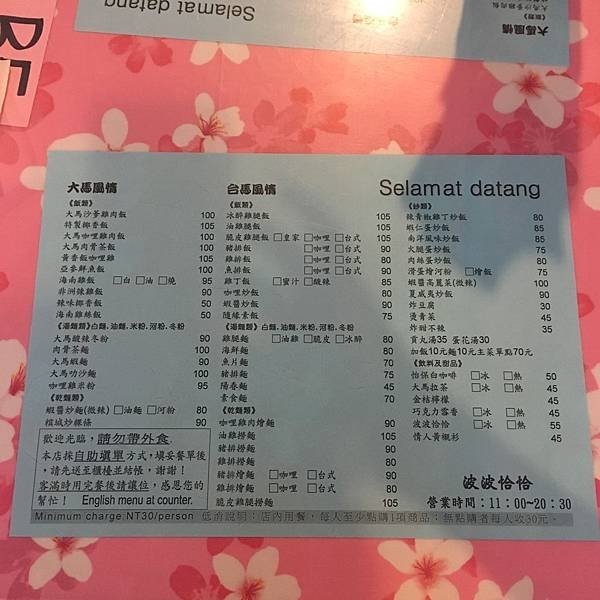 Selamat datang
大馬風情
大馬風情
《飯類》
大馬沙爹雞肉飯 100
特製椰香飯 105
大馬咖哩雞肉飯 100
大馬肉骨茶飯 100
黃香飯咖哩雞 100
亞參鮮魚飯 100
海南雞飯 □白 □油 □燒 95
非洲辣雞飯 90
辣味椰香飯 50
海南雞絲飯 50
《湯麵類》白麵,油麵,米粉,河粉,冬粉
大馬酸辣冬粉 90
肉骨茶麵 100
大馬蝦麵 90
大馬叻沙麵 100
咖哩雞米粉 95
《乾麵類》
蝦醬炒麵(微辣) □油麵 □河粉 80
檳城炒粿條 90
歡迎光臨,請勿帶外食.
本店採自助填單方式,填妥餐單後
,請先送至櫃檯並結帳,謝謝!
客滿時用完餐後請讓位,感恩您的
幫忙! English menu at counter.
台馬風情
《飯類》
冰醉雞腿飯 105
油雞腿飯 105
脆皮雞腿飯 □皇家 □咖哩 □台式 105
豬排飯 □咖哩 □台式 90
雞排飯 □咖哩 □台式 90
魚排飯 □咖哩 □台式 80
雞丁飯 □蜜汁 □酸辣 85
咖哩炒飯 90
蝦醬炒飯 90
隨緣素飯 75
《湯麵類》白麵,油麵,米粉,河粉,冬粉
雞腿麵 □油雞 □脆皮 □冰醉 80
海鮮麵 80
魚片麵 70
豬排麵 75
陽春麵 45
素食麵 70
《乾麵類》
咖哩雞肉燴麵 90
油雞撈麵
豬排撈麵 90
雞排撈麵 90
豬排燴麵 □咖哩 □台式 90
雞排燴麵 □咖哩 □台式 90
脆皮雞腿撈麵 105
Selamat datang
《炒類》
辣青椒雞丁炒飯 80
蝦仁蛋炒飯 85
南洋風味炒飯 85
火腿蛋炒飯 75
肉絲蛋炒飯 80
滑蛋燴河粉 □燴飯 75
蝦醬高麗菜(微辣) 100
夏威夷炒飯 90
炸豆腐 30
燙青菜 45
炸甜不辣 35
貢丸湯35 蛋花湯30
加飯10元麵10元主菜單點70元
《飲料及甜品》
怡保白咖啡 □冰 □熱 50
大馬拉茶 □冰 □熱 45
金桔檸檬 45
巧克力雪香 □冰 □熱 45
波波恰恰 □冰 □熱 55
情人黃襯衫 45
波波恰恰
營業時間:11:00~20:30
Minimum charge:NT30/person 低消說明:店內用餐,每人至少點購1項商品;無點購者每人收30元。